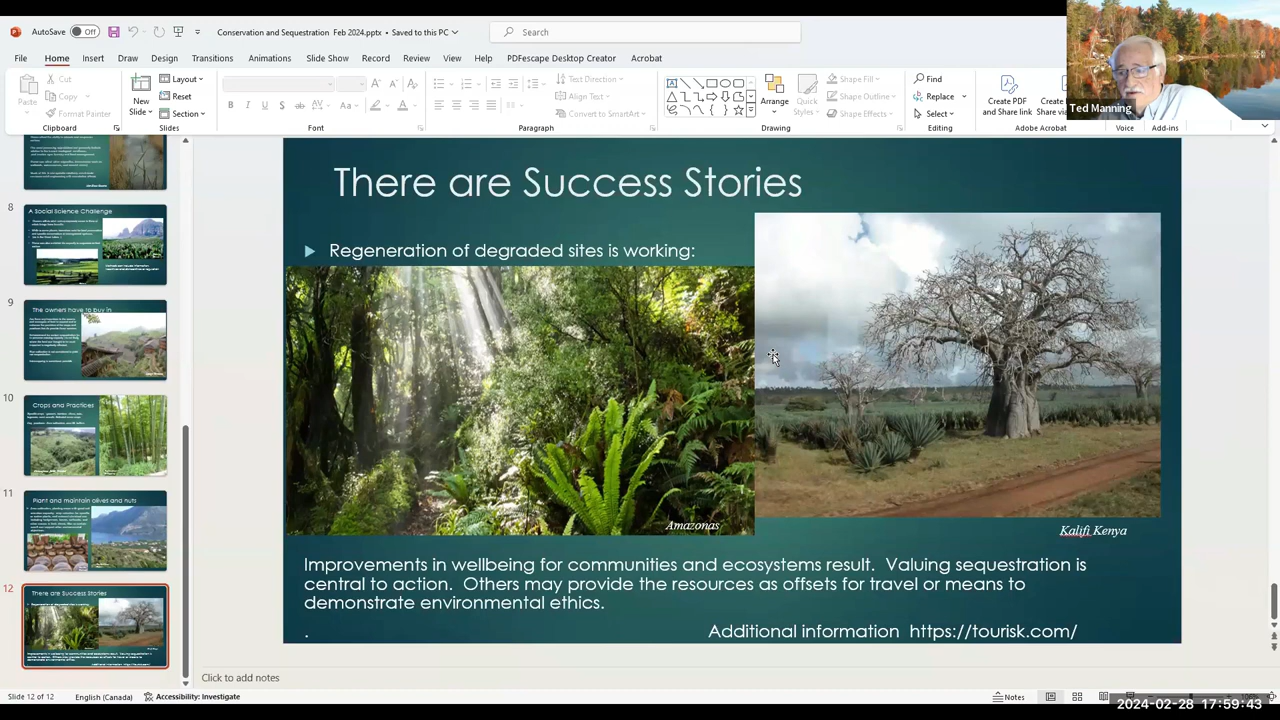 AutoSave Off
Conservation and Sequestration Feb 2024.pptx • Saved to this PC
Search
File Home Insert Draw Design Transitions Animations Slide Show Record Review View Help PDFescape Desktop Creator Acrobat
Paste
Cut
Copy
Format Painter
Clipboard
New Slide
Layout
Reset
Section
Slides
Font
Paragraph
Text Direction
Align Text
Convert to SmartArt
Arrange
Quick Styles
Shape Fill
Shape Outline
Shape Effects
Drawing
Find
Replace
Select
Editing
Create PDF and Share link
Adobe Acrobat
Voice
Add-ins
Ted Manning
8
A Social Science Challenge
9
The owners have to buy in
10
Crops and Practices
11
Plant and maintain olives and nuts
12
There are Success Stories
There are Success Stories
Regeneration of degraded sites is working:
Amazonas
Kalifi Kenya
Improvements in wellbeing for communities and ecosystems result. Valuing sequestration is
central to action. Others may provide the resources as offsets for travel or means to
demonstrate environmental ethics.
.
Additional information https://tourisk.com/
Click to add notes
Slide 12 of 12
English (Canada)
Accessibility: Investigate
Notes
2024-02-28 17:59:43